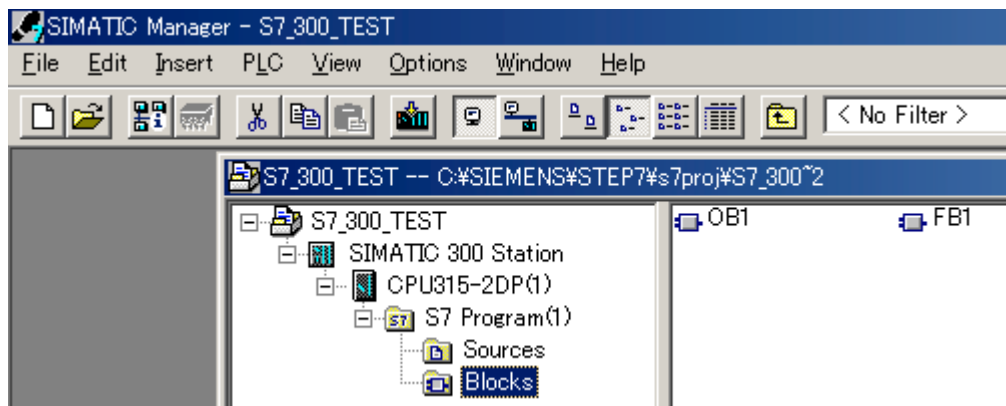 SIMATIC Manager - S7_300_TEST
File Edit Insert PLC View Options Window Help
< No Filter >
S7_300_TEST -- C:¥SIEMENS¥STEP7¥s7proj¥S7_300~2
S7_300_TEST
SIMATIC 300 Station
CPU315-2DP(1)
S7 Program(1)
Sources
Blocks
OB1 FB1